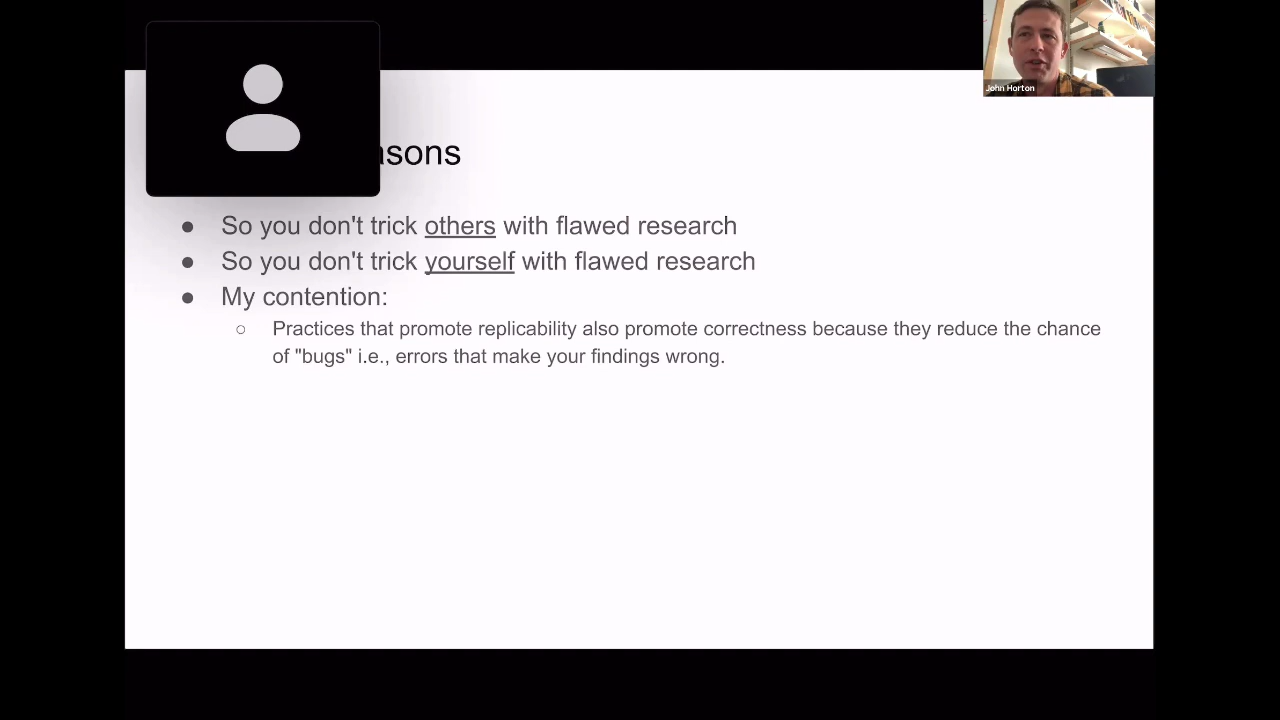 John Horton
● So you don't trick others with flawed research
● So you don't trick yourself with flawed research
● My contention:
○ Practices that promote replicability also promote correctness because they reduce the chance
of "bugs" i.e., errors that make your findings wrong.